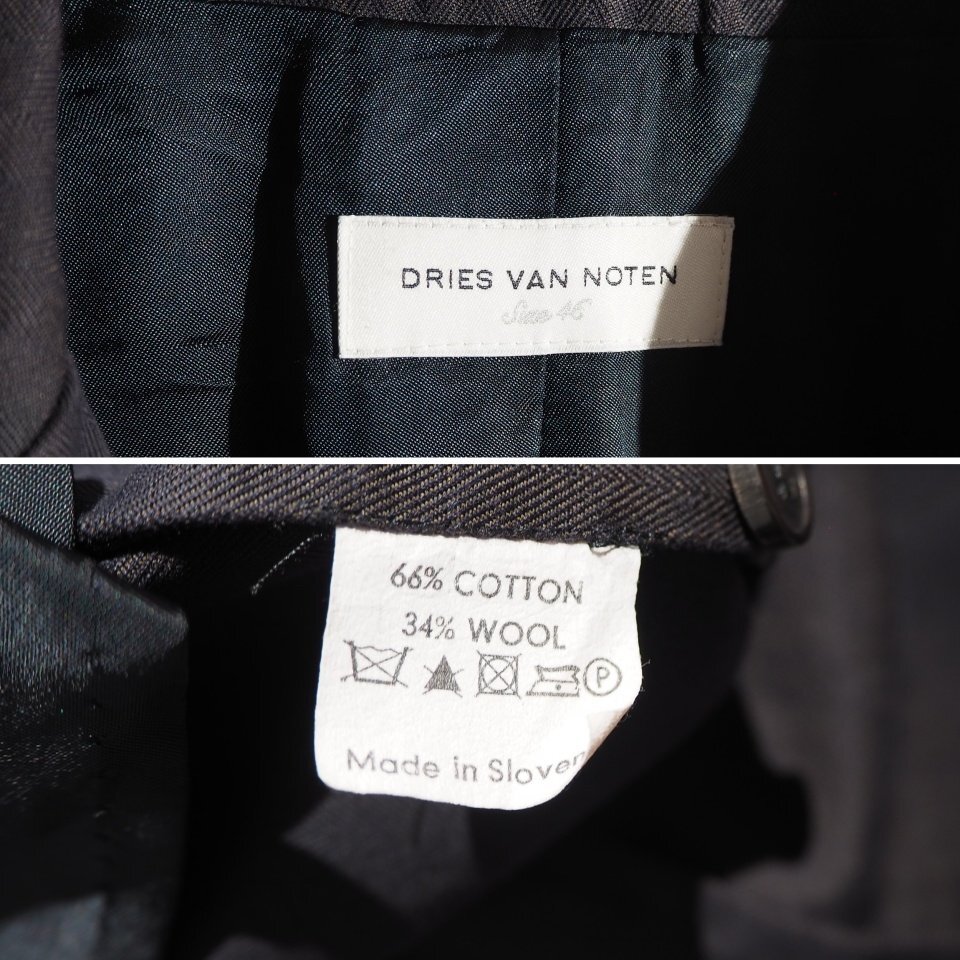 DRIES VAN NOTEN
Size 46
66% COTTON
34% WOOL
P
Made in Sloven